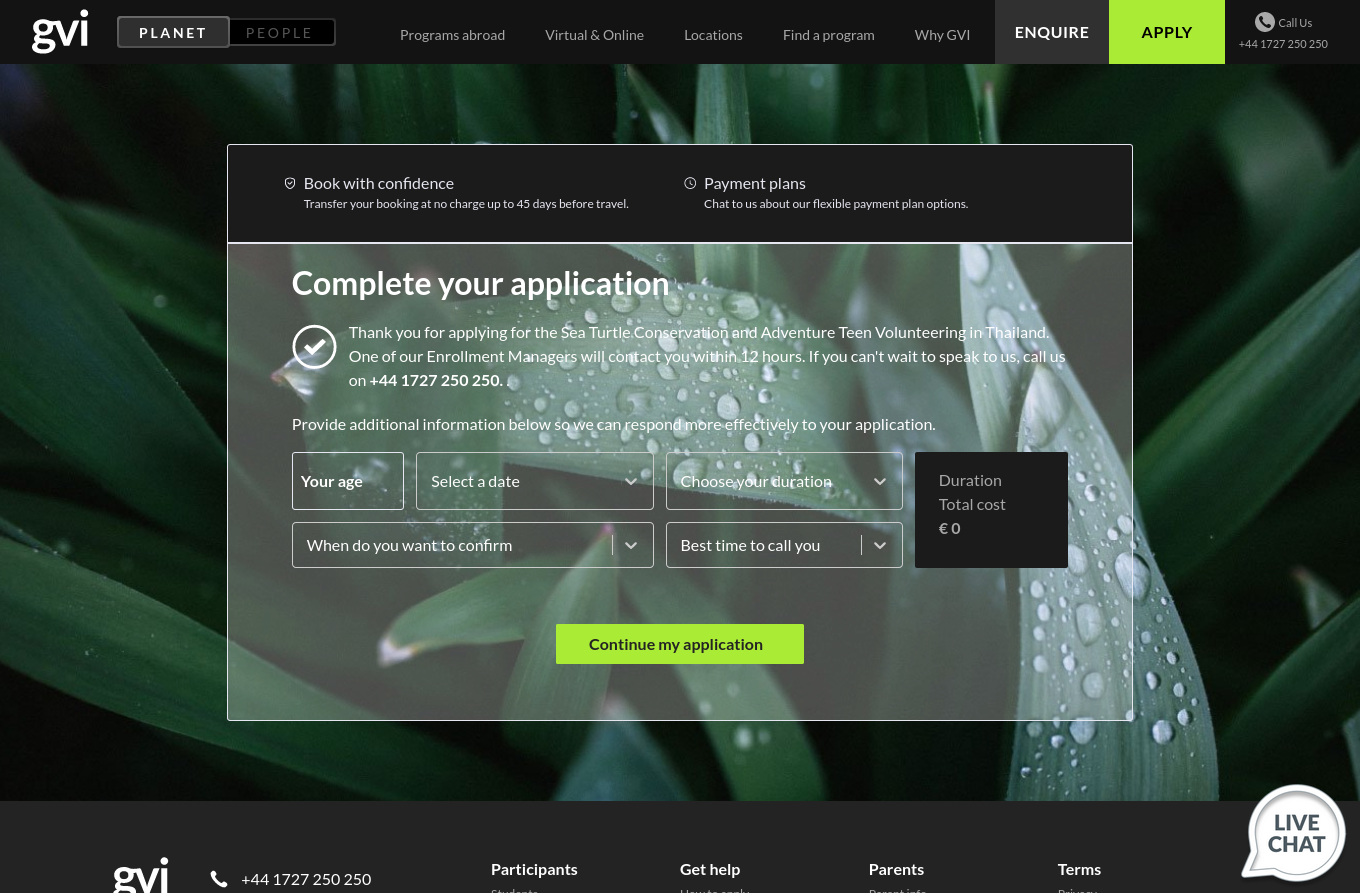 gvi
PLANET
PEOPLE
Programs abroad
Virtual & Online
Locations
Find a program
Why GVI
ENQUIRE
APPLY
Call Us
+44 1727 250 250
Book with confidence
Transfer your booking at no charge up to 45 days before travel.
Payment plans
Chat to us about our flexible payment plan options.
Complete your application
Thank you for applying for the Sea Turtle Conservation and Adventure Teen Volunteering in Thailand.
One of our Enrollment Managers will contact you within 12 hours. If you can't wait to speak to us, call us
on +44 1727 250 250. .
Provide additional information below so we can respond more effectively to your application.
Your age
Select a date
Choose your duration
Duration
Total cost
€ 0
When do you want to confirm
Best time to call you
Continue my application
LIVE
CHAT
gvi
+44 1727 250 250
Participants
Get help
Parents
Terms
Students
How to apply
Parent info
Privacy